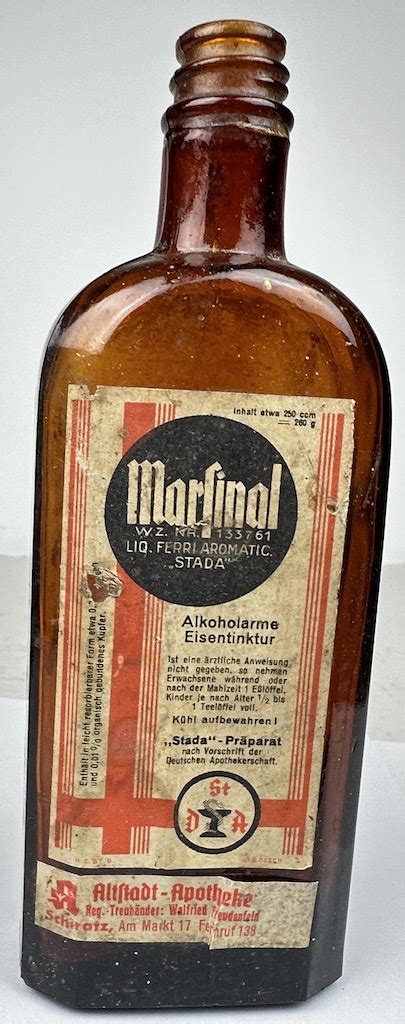 Inhalt etwa 250 ccm
= 260 g
Marſinal
W.Z. NR. 133761
LIQ. FERRI AROMATIC.
„STADA"
Alkoholarme
Eisentinktur
Ist eine ärztliche Anweisung
nicht gegeben, so nehmen
Erwachsene während oder
nach der Mahlzeit 1 Eßlöffel,
Kinder je nach Alter ½ bis
1 Teelöffel voll.
Kühl aufbewahren!
„Stada"-Präparat
nach Vorschrift der
Deutschen Apothekerschaft.
Enthält in leicht resorbierbarer Form etwa 0,
und 0,01% organisch gebundenes Kupfer.
St
D A
Altstadt-Apotheke
Reg.-Treuhänder: Walfried
Am Markt 17 Fernruf 138